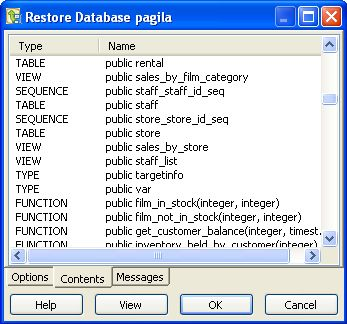 Restore Database pagila
Type Name
TABLE public rental
VIEW public sales_by_film_category
SEQUENCE public staff_staff_id_seq
TABLE public staff
SEQUENCE public store_store_id_seq
TABLE public store
VIEW public sales_by_store
VIEW public staff_list
TYPE public targetinfo
TYPE public var
FUNCTION public film_in_stock(integer, integer)
FUNCTION public film_not_in_stock(integer, integer)
FUNCTION public get_customer_balance(integer, timest
FUNCTION public inventory_held_by_customer(integer)
Options Contents Messages
Help View OK Cancel